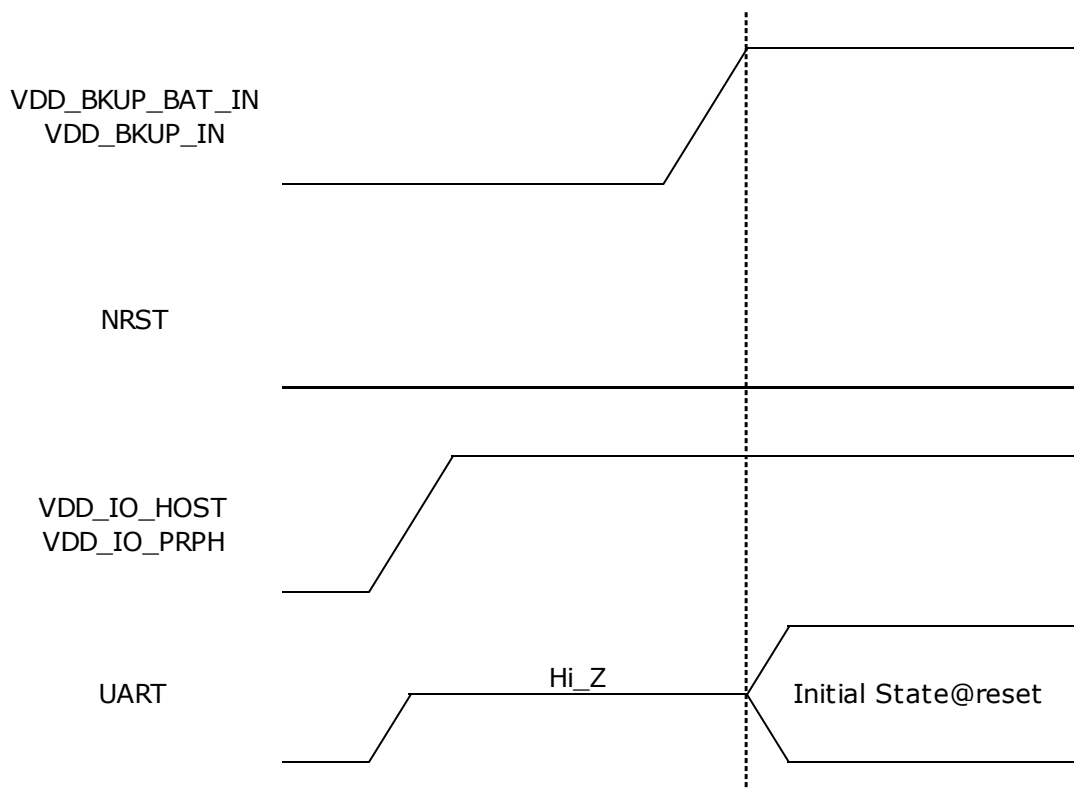 VDD_BKUP_BAT_IN
VDD_BKUP_IN
NRST
VDD_IO_HOST
VDD_IO_PRPH
UART
Hi_Z
Initial State@reset